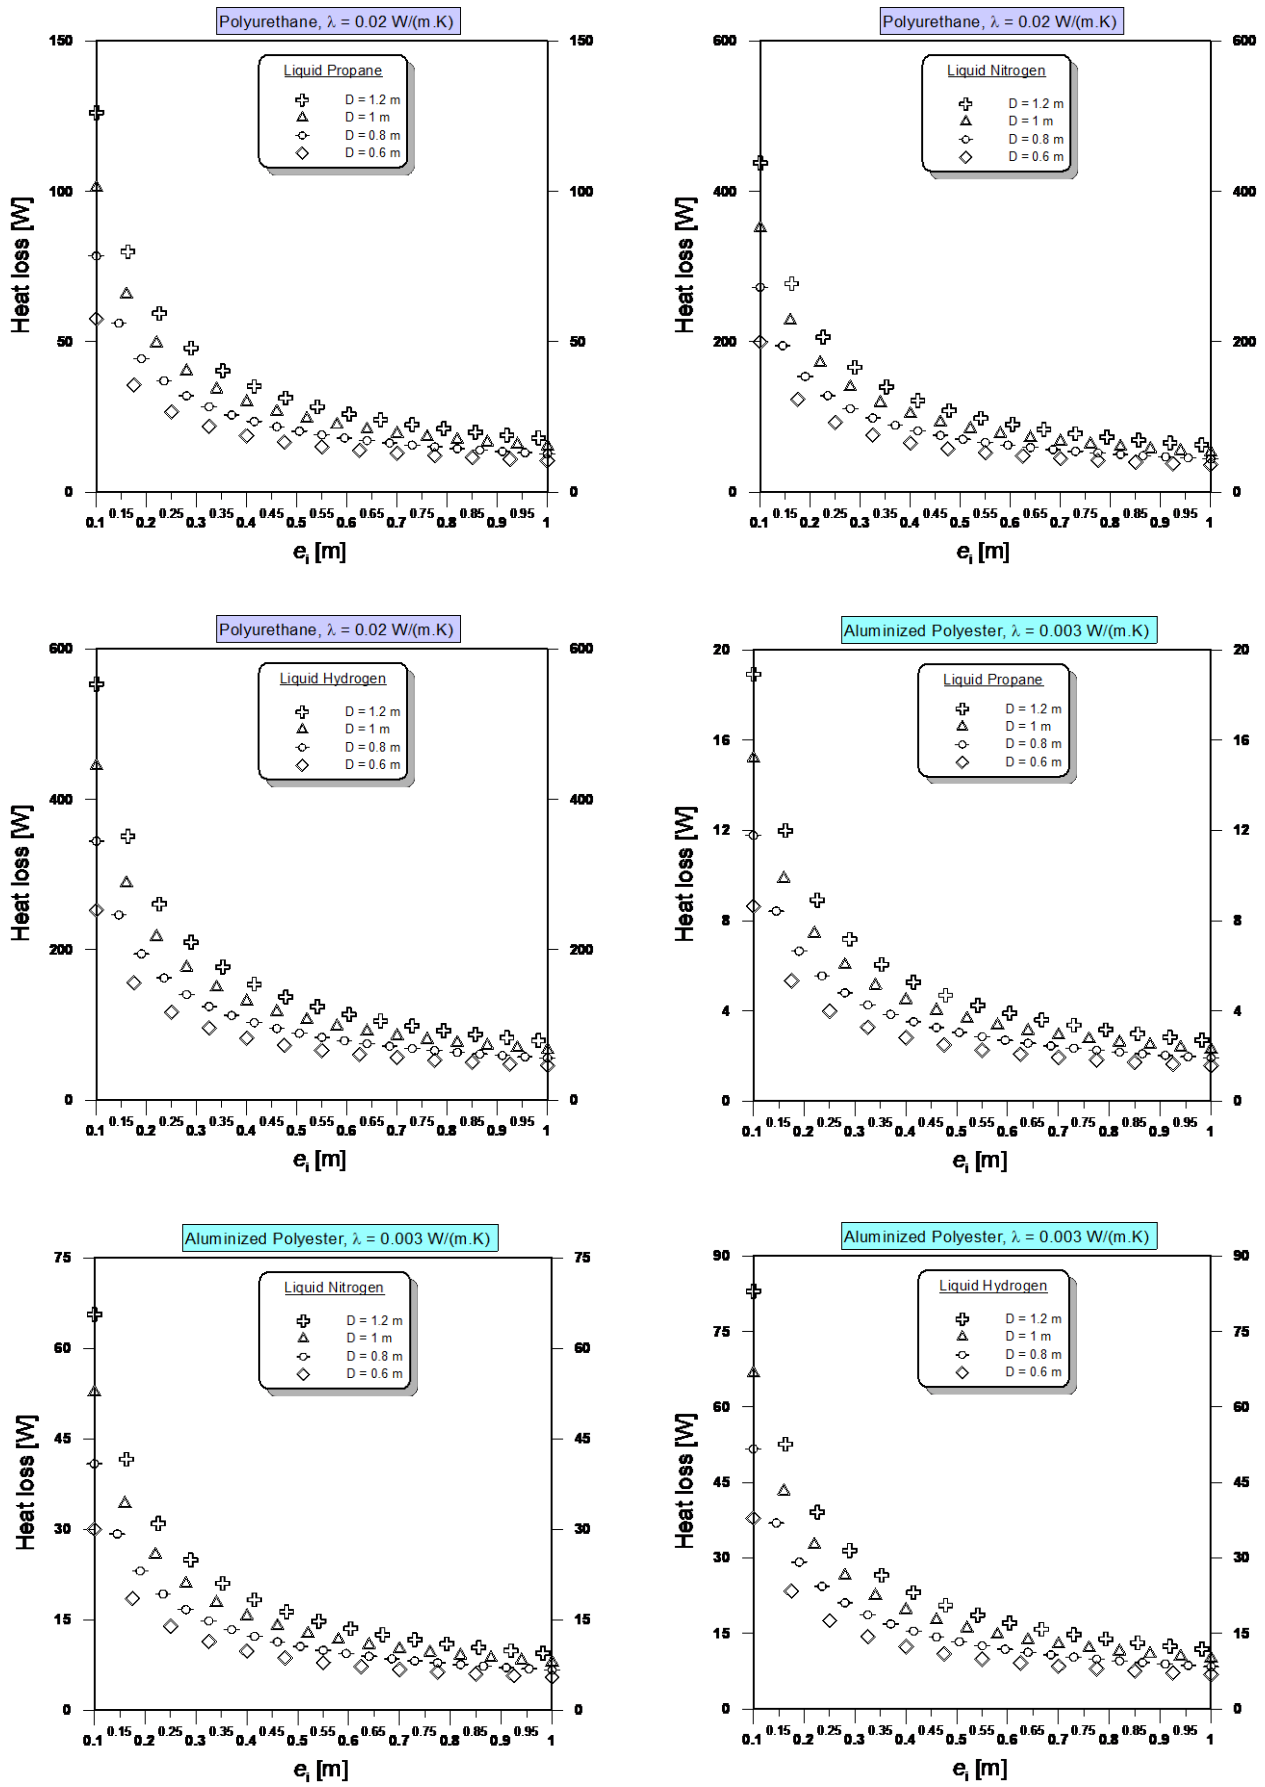 Polyurethane, λ = 0.02 W/(m.K)
150 150
Liquid Propane
D = 1.2 m
D = 1 m
D = 0.8 m
D = 0.6 m
100 100
Heat loss [W]
50 50
0 0
0.1 0.15 0.2 0.25 0.3 0.35 0.4 0.45 0.5 0.55 0.6 0.65 0.7 0.75 0.8 0.85 0.9 0.95 1
ei [m]
Polyurethane, λ = 0.02 W/(m.K)
600 600
Liquid Nitrogen
D = 1.2 m
D = 1 m
D = 0.8 m
D = 0.6 m
400 400
Heat loss [W]
200 200
0 0
0.1 0.15 0.2 0.25 0.3 0.35 0.4 0.45 0.5 0.55 0.6 0.65 0.7 0.75 0.8 0.85 0.9 0.95 1
ei [m]
Polyurethane, λ = 0.02 W/(m.K)
600 600
Liquid Hydrogen
D = 1.2 m
D = 1 m
D = 0.8 m
D = 0.6 m
400 400
Heat loss [W]
200 200
0 0
0.1 0.15 0.2 0.25 0.3 0.35 0.4 0.45 0.5 0.55 0.6 0.65 0.7 0.75 0.8 0.85 0.9 0.95 1
ei [m]
Aluminized Polyester, λ = 0.003 W/(m.K)
20 20
Liquid Propane
D = 1.2 m
D = 1 m
D = 0.8 m
D = 0.6 m
16 16
12 12
Heat loss [W]
8 8
4 4
0 0
0.1 0.15 0.2 0.25 0.3 0.35 0.4 0.45 0.5 0.55 0.6 0.65 0.7 0.75 0.8 0.85 0.9 0.95 1
ei [m]
Aluminized Polyester, λ = 0.003 W/(m.K)
75 75
Liquid Nitrogen
D = 1.2 m
D = 1 m
D = 0.8 m
D = 0.6 m
60 60
45 45
Heat loss [W]
30 30
15 15
0 0
0.1 0.15 0.2 0.25 0.3 0.35 0.4 0.45 0.5 0.55 0.6 0.65 0.7 0.75 0.8 0.85 0.9 0.95 1
ei [m]
Aluminized Polyester, λ = 0.003 W/(m.K)
90 90
Liquid Hydrogen
D = 1.2 m
D = 1 m
D = 0.8 m
D = 0.6 m
75 75
60 60
Heat loss [W]
45 45
30 30
15 15
0 0
0.1 0.15 0.2 0.25 0.3 0.35 0.4 0.45 0.5 0.55 0.6 0.65 0.7 0.75 0.8 0.85 0.9 0.95 1
ei [m]